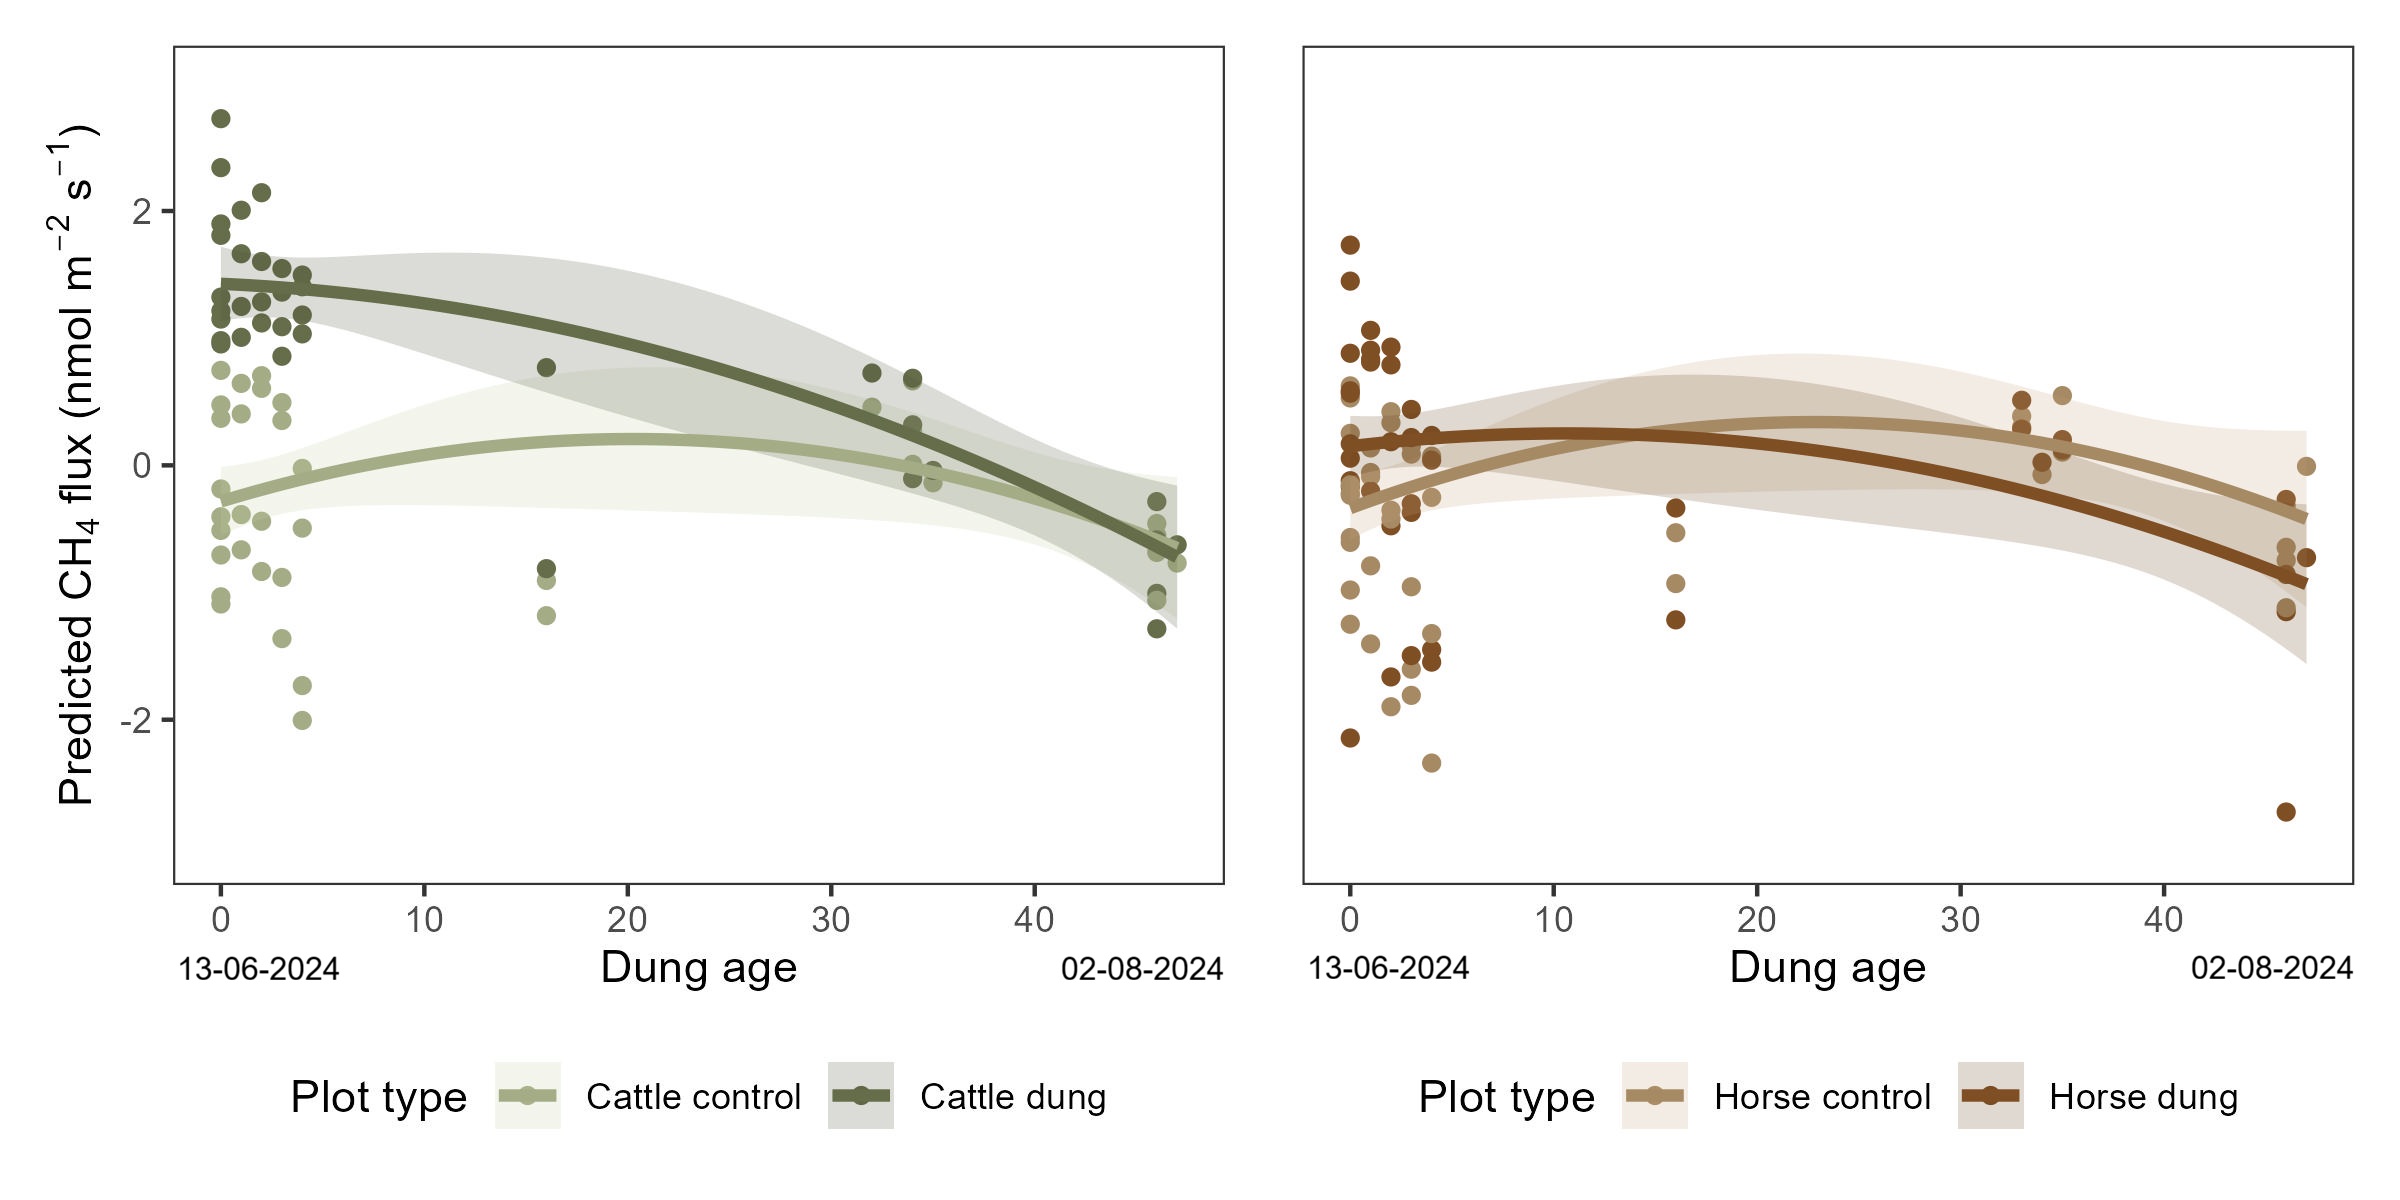 Predicted CH₄ flux (nmol m⁻² s⁻¹)
2
0
-2
0 10 20 30 40
13-06-2024 Dung age 02-08-2024
Plot type Cattle control Cattle dung
0 10 20 30 40
13-06-2024 Dung age 02-08-2024
Plot type Horse control Horse dung